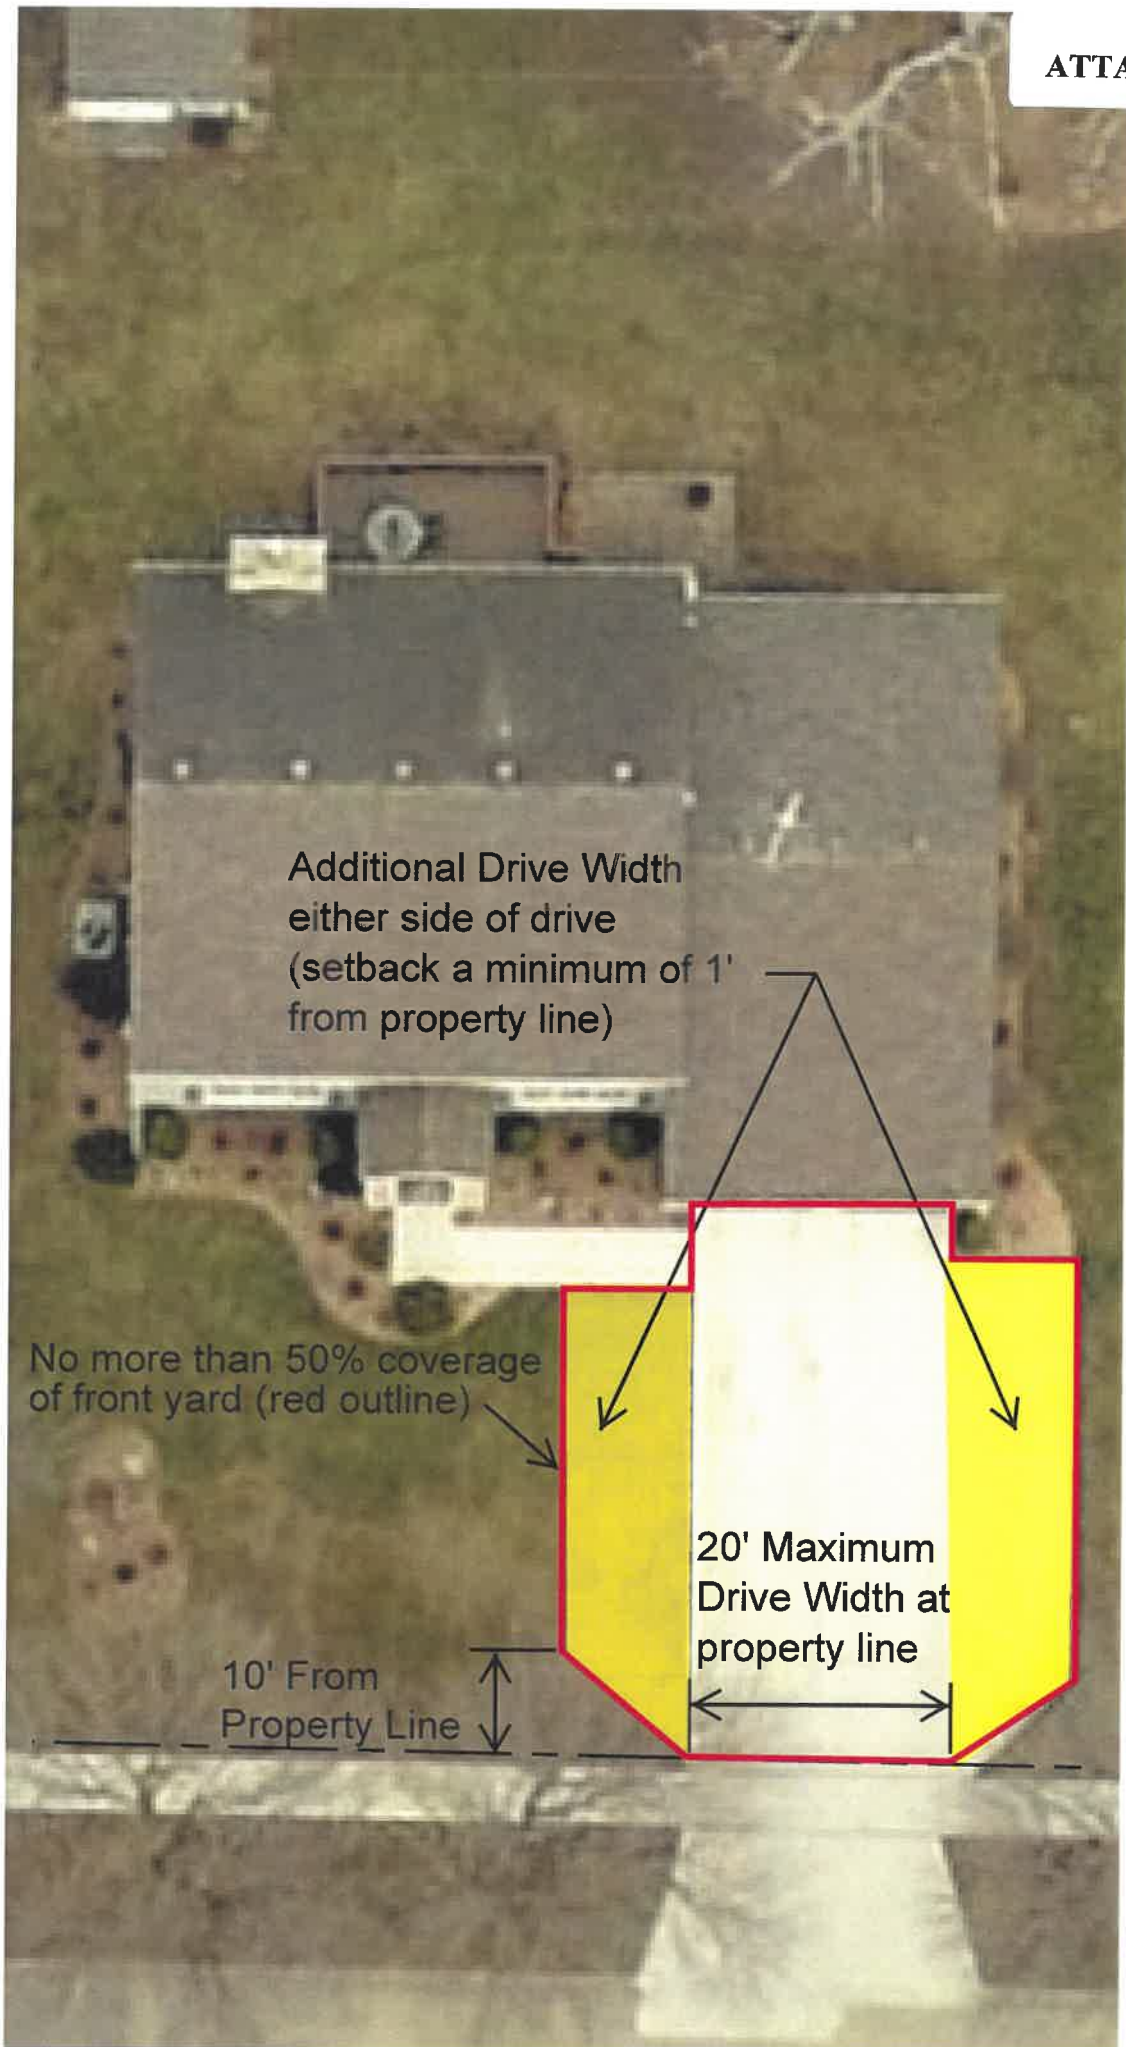 ATTA
Additional Drive Width
either side of drive
(setback a minimum of 1'
from property line)
No more than 50% coverage
of front yard (red outline)
20' Maximum
Drive Width at
property line
10' From
Property Line